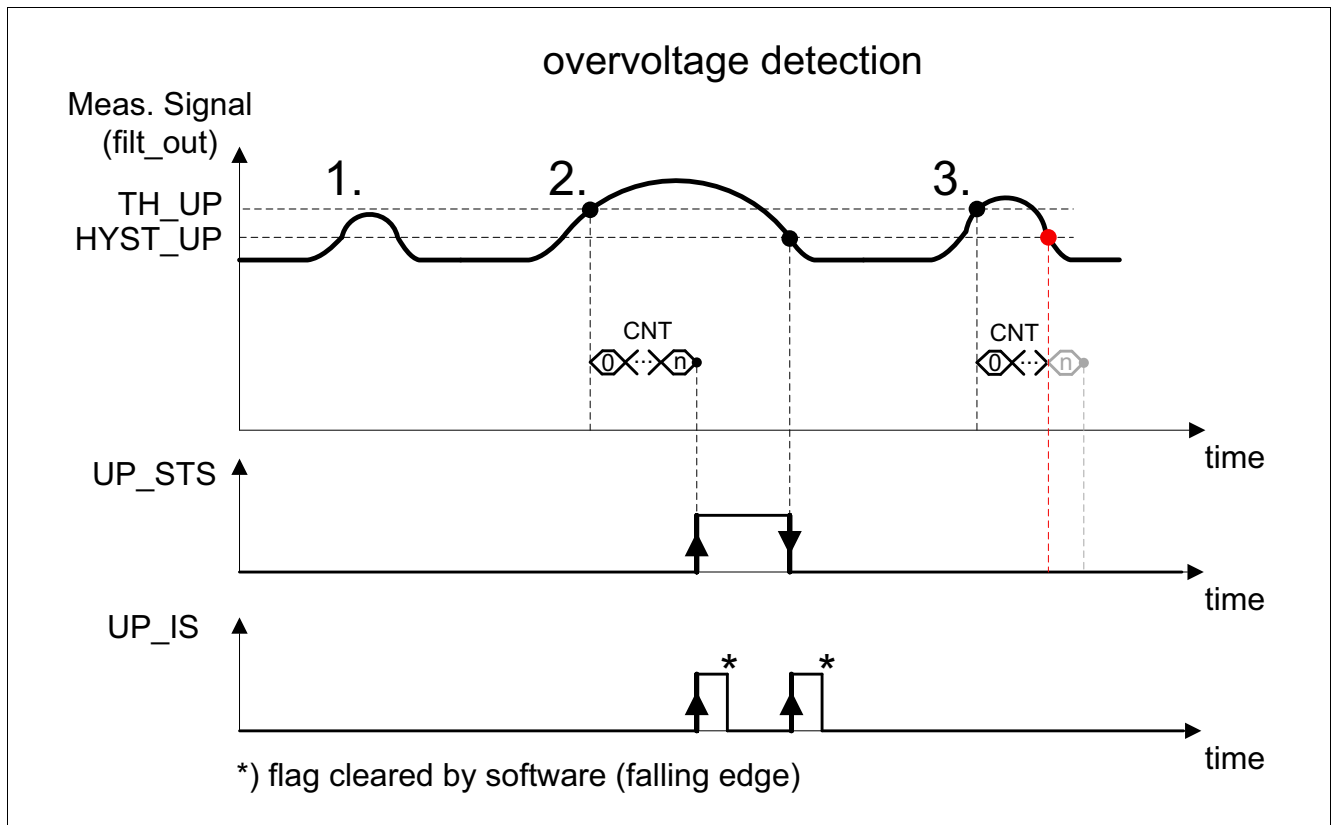 overvoltage detection
Meas. Signal
(filt_out)
1.
2.
3.
TH_UP
HYST_UP
CNT
CNT
0 ... n
0 ... n
time
UP_STS
time
UP_IS
*
*
time
*) flag cleared by software (falling edge)